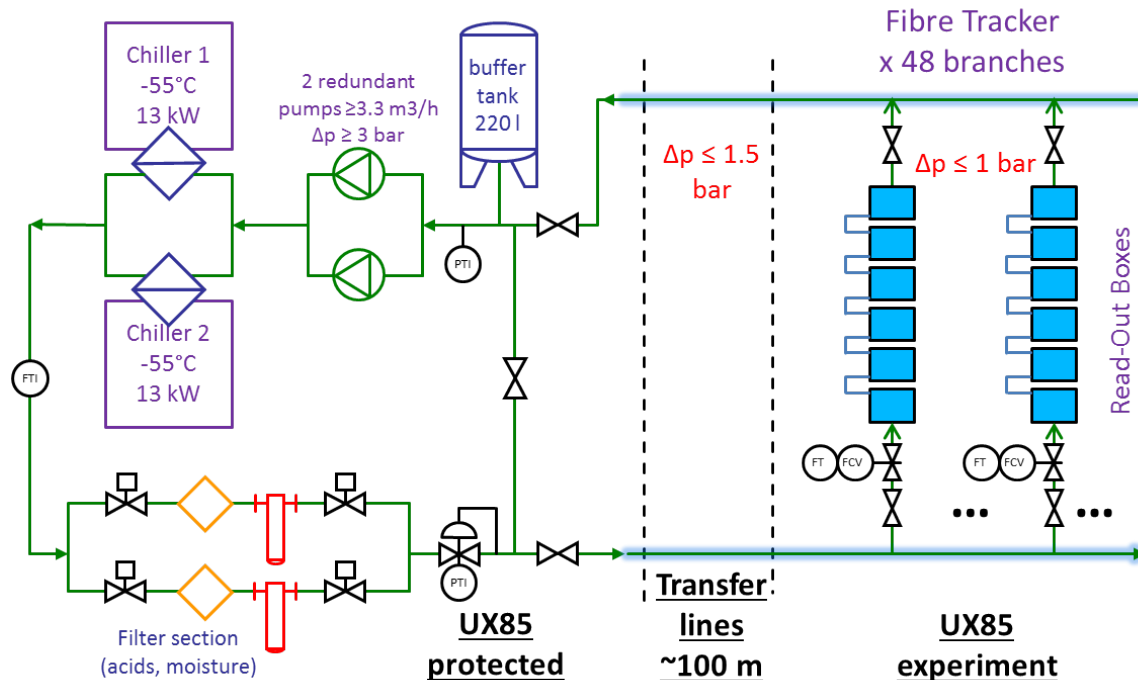 Chiller 1
-55°C
13 kW
2 redundant
pumps ≥3.3 m3/h
Δp ≥ 3 bar
buffer
tank
220 l
Fibre Tracker
x 48 branches
Δp ≤ 1.5
bar
Δp ≤ 1 bar
Read-Out Boxes
PTI
Chiller 2
-55°C
13 kW
FTI
FT
FCV
FT
FCV
...
...
PTI
Filter section
(acids, moisture)
UX85
protected
Transfer
lines
~100 m
UX85
experiment